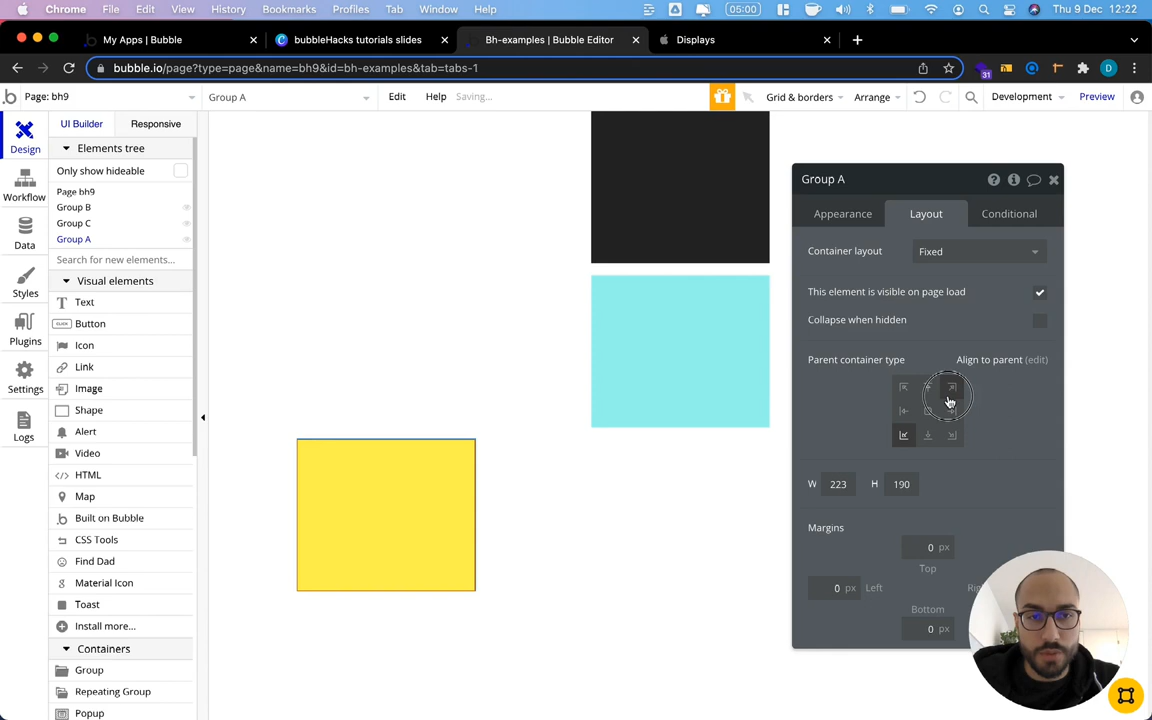 Chrome File Edit View History Bookmarks Profiles Tab Window Help 05:00 Thu 9 Dec 12:22
My Apps | Bubble bubbleHacks tutorials slides Bh-examples | Bubble Editor Displays
bubble.io/page?type=page&name=bh9&id=bh-examples&tab=tabs-1 31 D
Page: bh9 Group A Edit Help Saving... Grid & borders Arrange Development Preview
UI Builder Responsive
Design
Workflow
Data
Styles
Plugins
Settings
Logs
Elements tree
Only show hideable
Page bh9
Group B
Group C
Group A
Search for new elements...
Visual elements
Text
CLICK Button
Icon
Link
Image
Shape
Alert
Video
</> HTML
Map
Built on Bubble
CSS Tools
Find Dad
Material Icon
Toast
Install more...
Containers
Group
Repeating Group
Popup
Group A
Appearance Layout Conditional
Container layout Fixed
This element is visible on page load
Collapse when hidden
Parent container type Align to parent (edit)
W 223 H 190
Margins
0 px
Top
0 px Left
Bottom
0 px